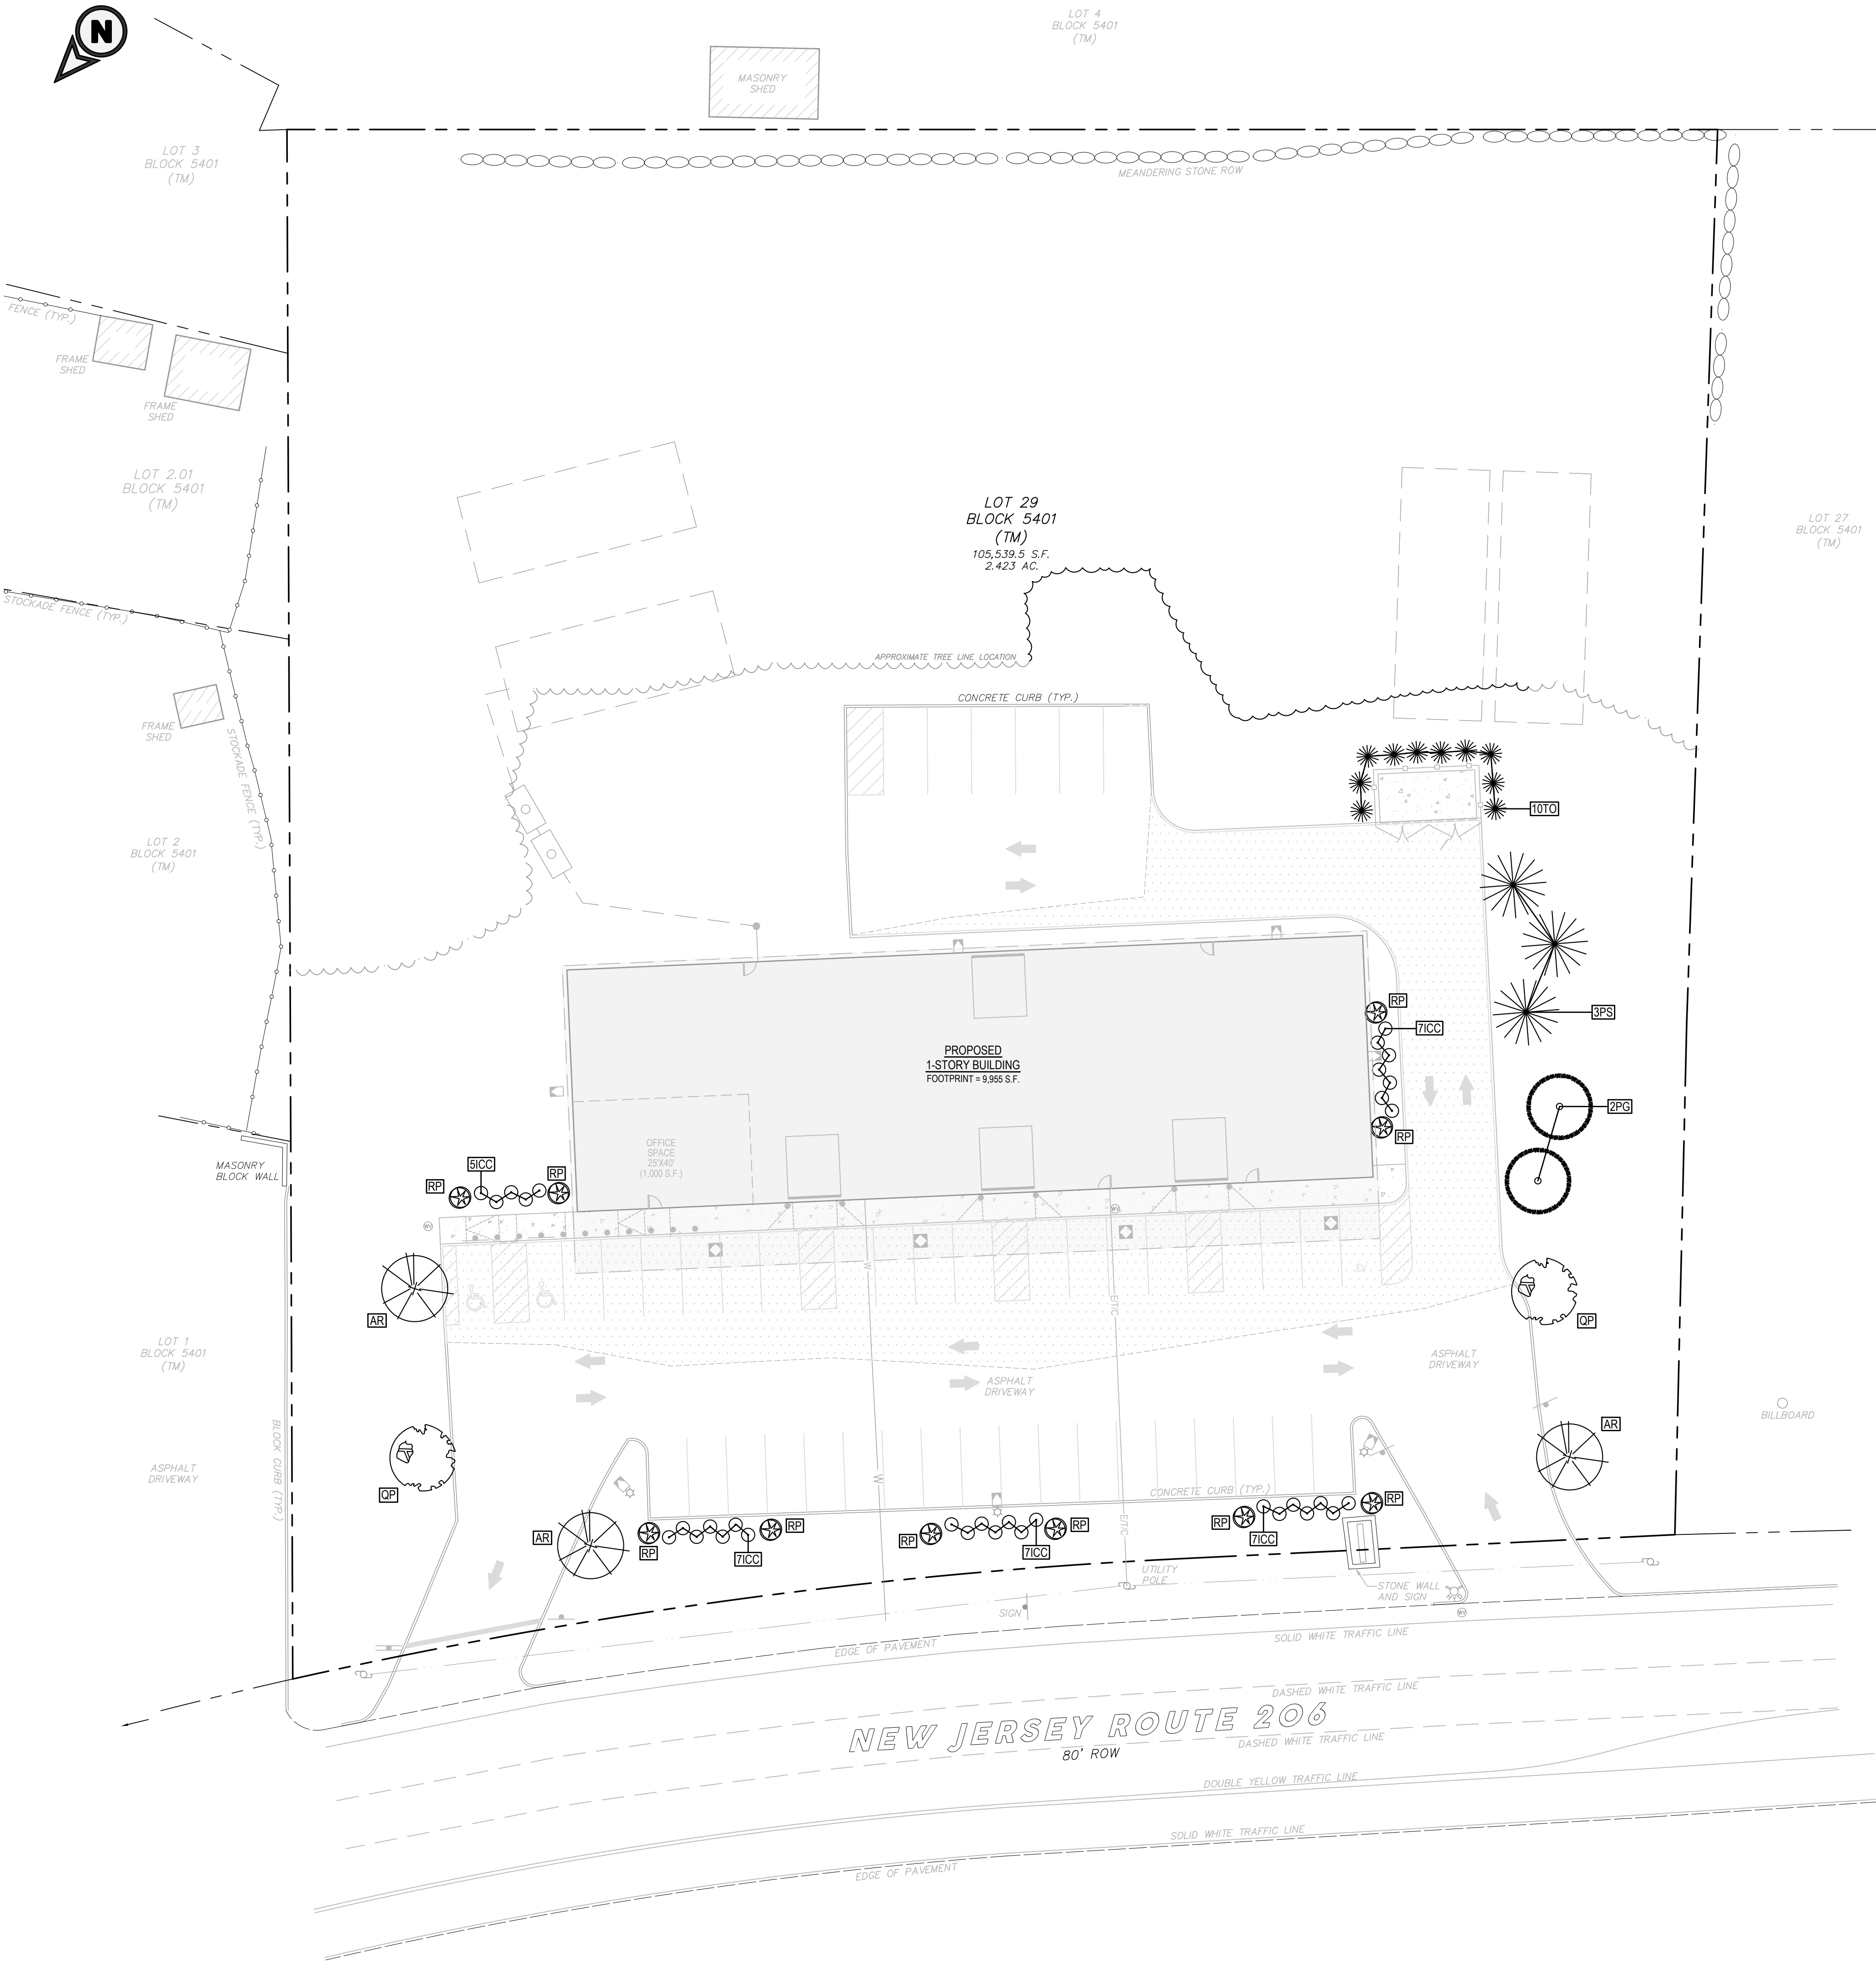 N
LOT 4
BLOCK 5401
(TM)
MASONRY
SHED
LOT 3
BLOCK 5401
(TM)
MEANDERING STONE ROW
FENCE (TYP.)
FRAME
SHED
FRAME
SHED
LOT 2.01
BLOCK 5401
(TM)
LOT 29
BLOCK 5401
(TM)
105,539.5 S.F.
2.423 AC.
LOT 27
BLOCK 5401
(TM)
STOCKADE FENCE (TYP.)
APPROXIMATE TREE LINE LOCATION
CONCRETE CURB (TYP.)
FRAME
SHED
STOCKADE FENCE (TYP.)
10TO
LOT 2
BLOCK 5401
(TM)
RP
3PS
7ICC
PROPOSED
1-STORY BUILDING
FOOTPRINT = 9,955 S.F.
2PG
RP
OFFICE
SPACE
25'X40'
(1,000 S.F.)
MASONRY
BLOCK WALL
5ICC
RP
RP
WV
WV
W
EV
E/T/C
AR
QP
LOT 1
BLOCK 5401
(TM)
ASPHALT
DRIVEWAY
ASPHALT
DRIVEWAY
BILLBOARD
AR
BLOCK CURB (TYP.)
ASPHALT
DRIVEWAY
QP
W
CONCRETE CURB (TYP.)
RP
AR
RP
RP
7ICC
RP
RP
7ICC
RP
7ICC
E/T/C
UTILITY
POLE
STONE WALL
AND SIGN
SIGN
WV
EDGE OF PAVEMENT
SOLID WHITE TRAFFIC LINE
DASHED WHITE TRAFFIC LINE
NEW JERSEY ROUTE 206
80' ROW
DASHED WHITE TRAFFIC LINE
DOUBLE YELLOW TRAFFIC LINE
SOLID WHITE TRAFFIC LINE
EDGE OF PAVEMENT